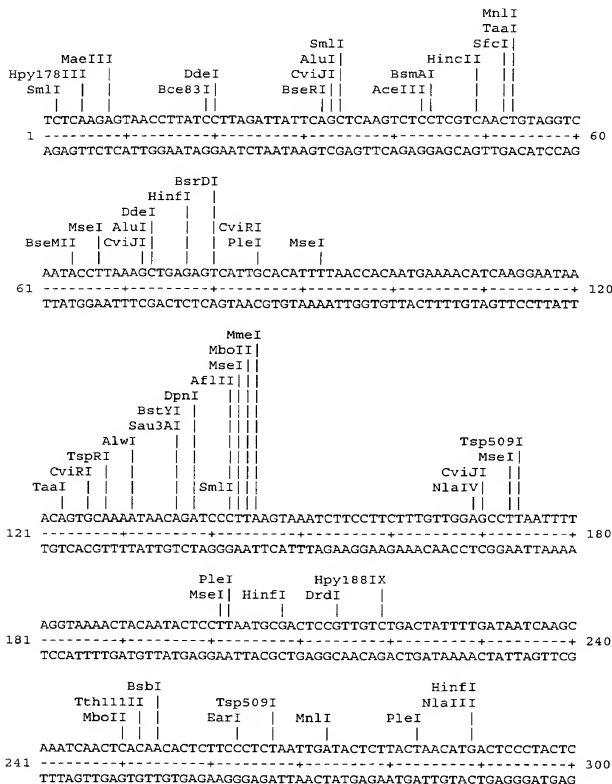 MnlI
TaaI
SmlI SfcI
MaeIII AluI HincII
Hpy178III DdeI CviJI BsmAI
SmlI Bce83I BseRI AceIII
TCTCAAGAGTAACCTTATCCTTAGATTATTCAGCTCAAGTCTCCTCGTCAACTGTAGGTC
1 ---------+---------+---------+---------+---------+---------+ 60
AGAGTTCTCATTGGAATAGGAATCTAATAAGTCGAGTTCAGAGGAGCAGTTGACATCCAG
BsrDI
HinfI
DdeI
MseI AluI CviRI
BseMII CviJI PleI MseI
AATACCTTAAAGCTGAGAGTCATTGCACATTTTAACCACAATGAAAACATCAAGGAATAA
61 ---------+---------+---------+---------+---------+---------+ 120
TTATGGAATTTCGACTCTCAGTAACGTGTAAAATTGGTGTTACTTTTGTAGTTCCTTATT
MmeI
MboII
MseI
AflII
DpnI
BstYI
Sau3AI
AlwI
TspRI Tsp509I
CviRI CviJI MseI
TaaI SmlI NlaIV
ACAGTGCAAAATAACAGATCCCTTAAGTAAATCTTCCTTCTTTGTTGGAGCCTTAATTTT
121 ---------+---------+---------+---------+---------+---------+ 180
TGTCACGTTTTATTGTCTAGGGAATTCATTTAGAAGGAAGAAACAACCTCGGAATTAAAA
PleI Hpy188IX
MseI HinfI DrdI
AGGTAAAACTACAATACTCCTTAATGCGACTCCGTTGTCTGACTATTTTGATAATCAAGC
181 ---------+---------+---------+---------+---------+---------+ 240
TCCATTTTGATGTTATGAGGAATTACGCTGAGGCAACAGACTGATAAAACTATTAGTTCG
BsbI HinfI
Tth111II Tsp509I NlaIII
MboII EarI MnlI PleI
AAATCAACTCACAACACTCTTCCCTCTAATTGATACTCTTACTAACATGACTCCCTACTC
241 ---------+---------+---------+---------+---------+---------+ 300
TTTAGTTGAGTGTTGTGAGAAGGGAGATTAACTATGAGAATGATTGTACTGAGGGATGAG